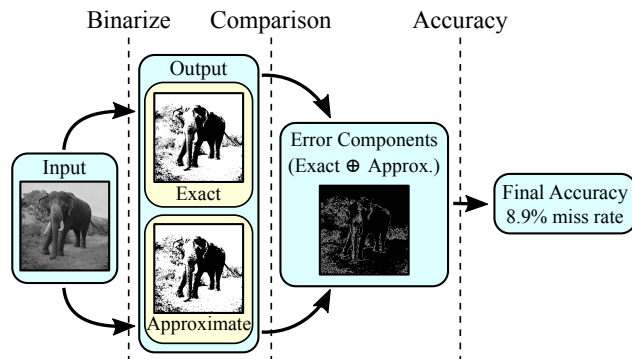 Binarize
Comparison
Accuracy
Input
Output
Exact
Approximate
Error Components
(Exact ⊕ Approx.)
Final Accuracy
8.9% miss rate